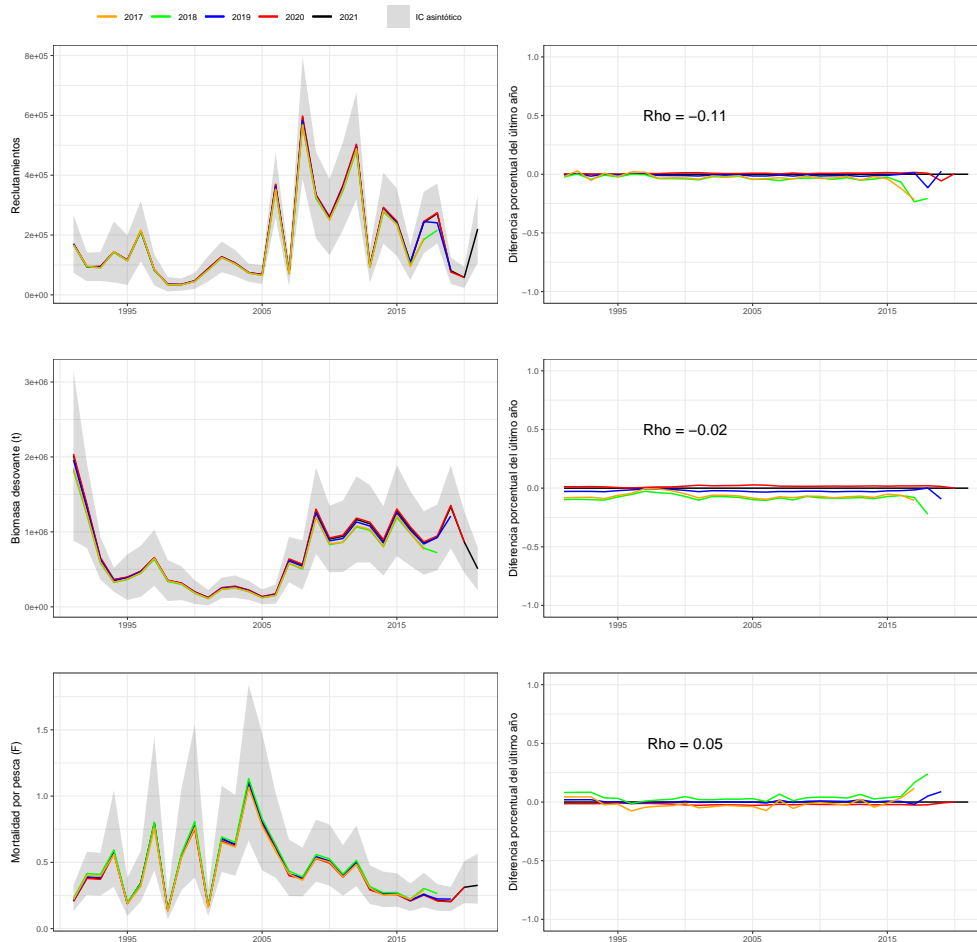 2017 2018 2019 2020 2021 IC asintótico
Reclutamientos
8e+05
6e+05
4e+05
2e+05
0e+00
1995 2005 2015
Diferencia porcentual del último año
1.0
0.5
0.0
−0.5
−1.0
Rho = −0.11
1995 2005 2015
Biomasa desovante (t)
3e+06
2e+06
1e+06
0e+00
1995 2005 2015
Diferencia porcentual del último año
1.0
0.5
0.0
−0.5
−1.0
Rho = −0.02
1995 2005 2015
Mortalidad por pesca (F)
1.5
1.0
0.5
0.0
1995 2005 2015
Diferencia porcentual del último año
1.0
0.5
0.0
−0.5
−1.0
Rho = 0.05
1995 2005 2015